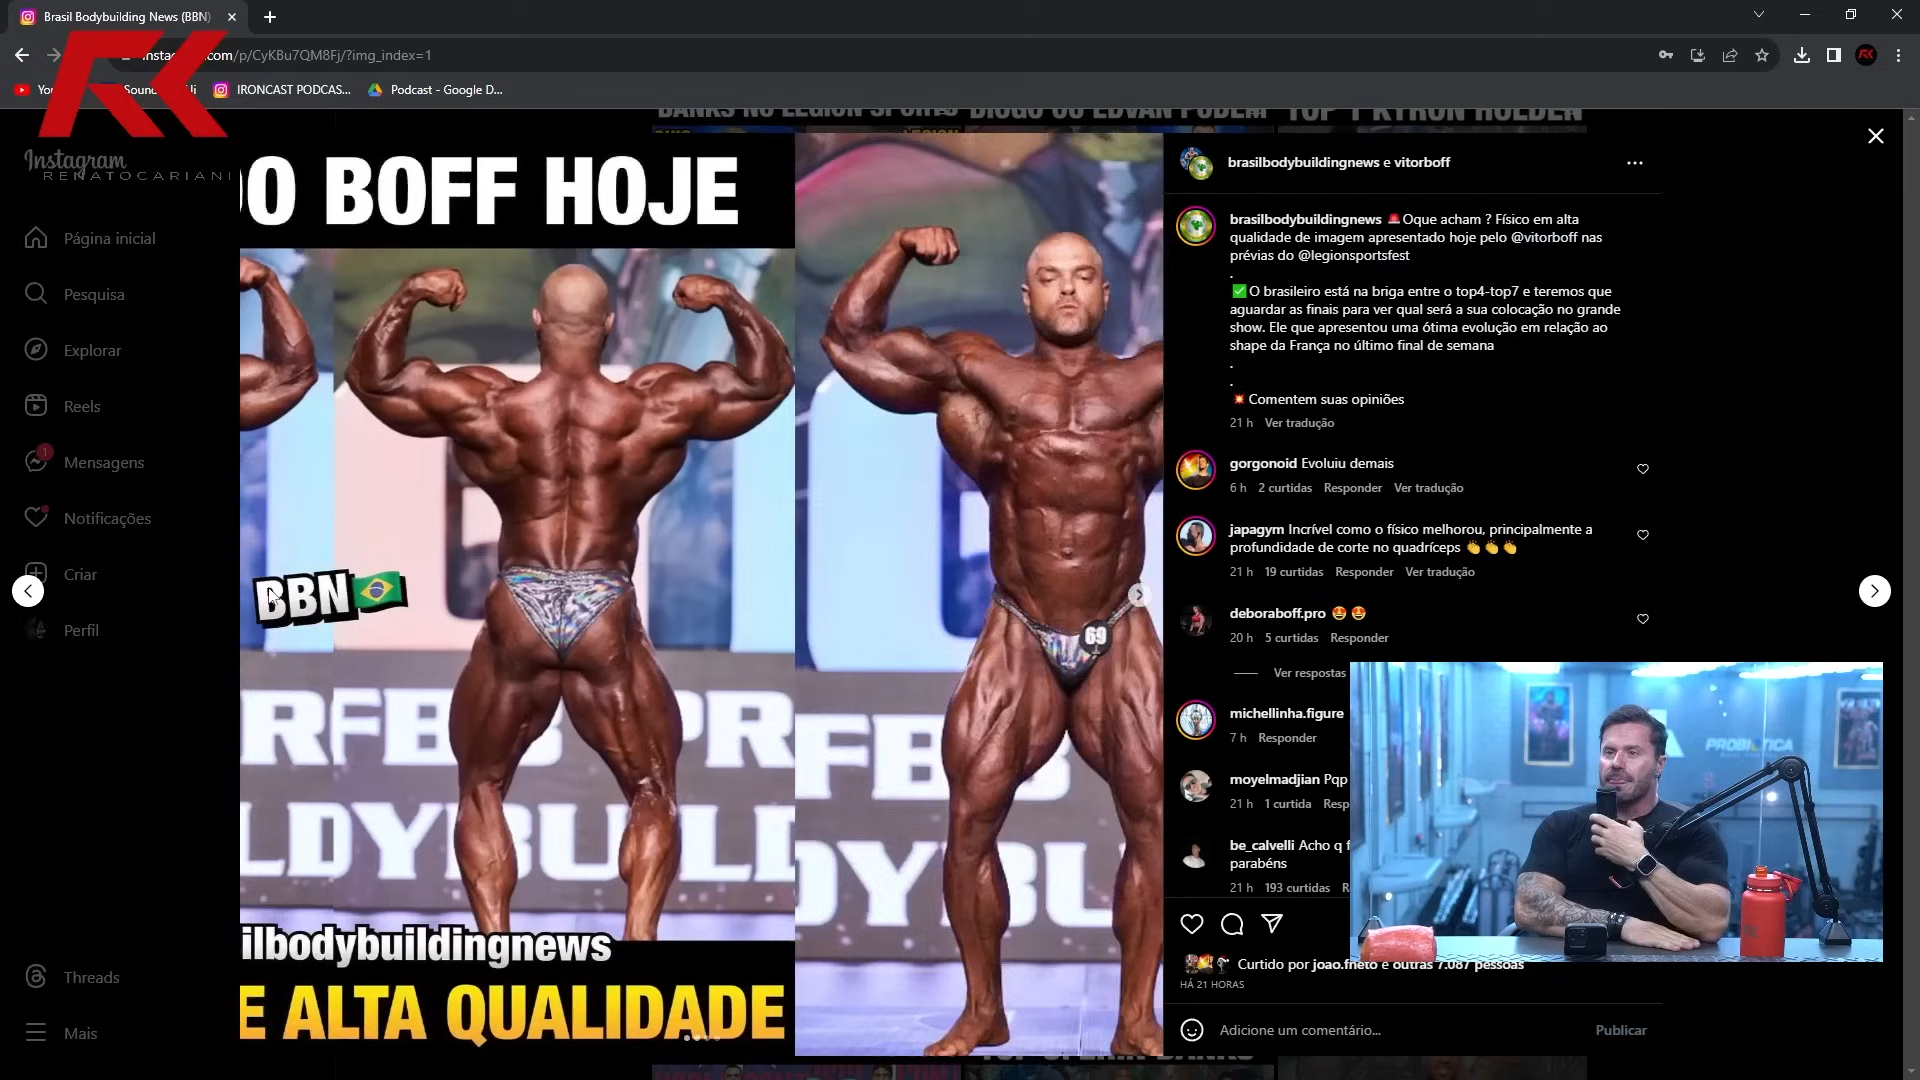 Brasil Bodybuilding News (BBN)
.com/p/CyKBu7QM8Fj/?img_index=1
IRONCAST PODCAS...
Podcast - Google D...
RK
Instagram
RENATOCARIANI
Página inicial
Pesquisa
Explorar
Reels
1
Mensagens
Notificações
Criar
Perfil
Threads
Mais
TOP 1 KYRON HOLDEN
BOFF HOJE
BBN
69
ilbodybuildingnews
E ALTA QUALIDADE
brasilbodybuildingnews e vitorboff
brasilbodybuildingnews 🚨Oque acham ? Físico em alta
qualidade de imagem apresentado hoje pelo @vitorboff nas
prévias do @legionsportsfest
.
✅O brasileiro está na briga entre o top4-top7 e teremos que
aguardar as finais para ver qual será a sua colocação no grande
show. Ele que apresentou uma ótima evolução em relação ao
shape da França no último final de semana
.
.
💥 Comentem suas opiniões
21 h Ver tradução
gorgonoid Evoluiu demais
6 h 2 curtidas Responder Ver tradução
japagym Incrível como o físico melhorou, principalmente a
profundidade de corte no quadríceps 👏👏👏
21 h 19 curtidas Responder Ver tradução
deboraboff.pro 😍😍
20 h 5 curtidas Responder
Ver respostas
michellinha.figure
7 h Responder
moyelmadjian Pqp
21 h 1 curtida Resp
be_calvelli Acho q f
parabéns
21 h 193 curtidas R
PROBIÓTICA
Curtido por joao.fneto e outras 7.087 pessoas
HÁ 21 HORAS
Adicione um comentário...
Publicar